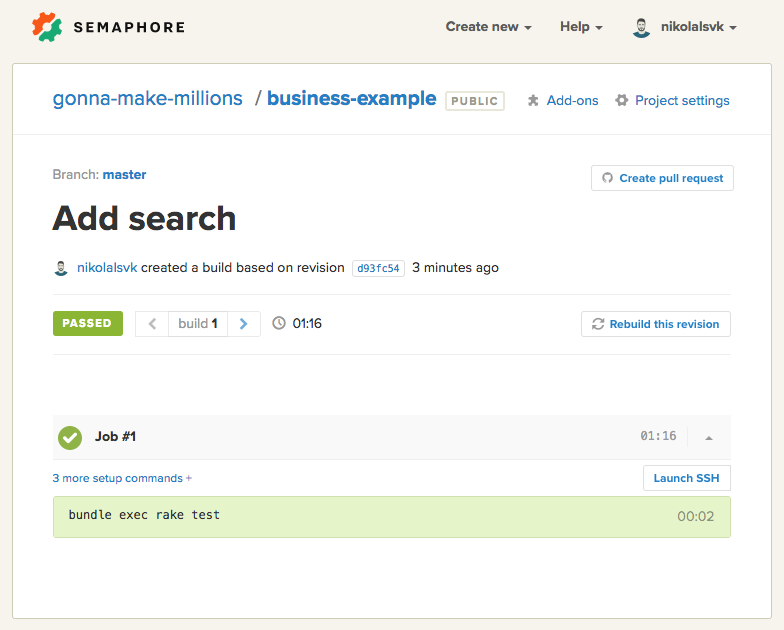 SEMAPHORE Create new Help nikolalsvk
gonna-make-millions / business-example PUBLIC Add-ons Project settings
Branch: master Create pull request
Add search
nikolalsvk created a build based on revision d93fc54 3 minutes ago
PASSED build 1 01:16 Rebuild this revision
Job #1 01:16
3 more setup commands + Launch SSH
bundle exec rake test 00:02